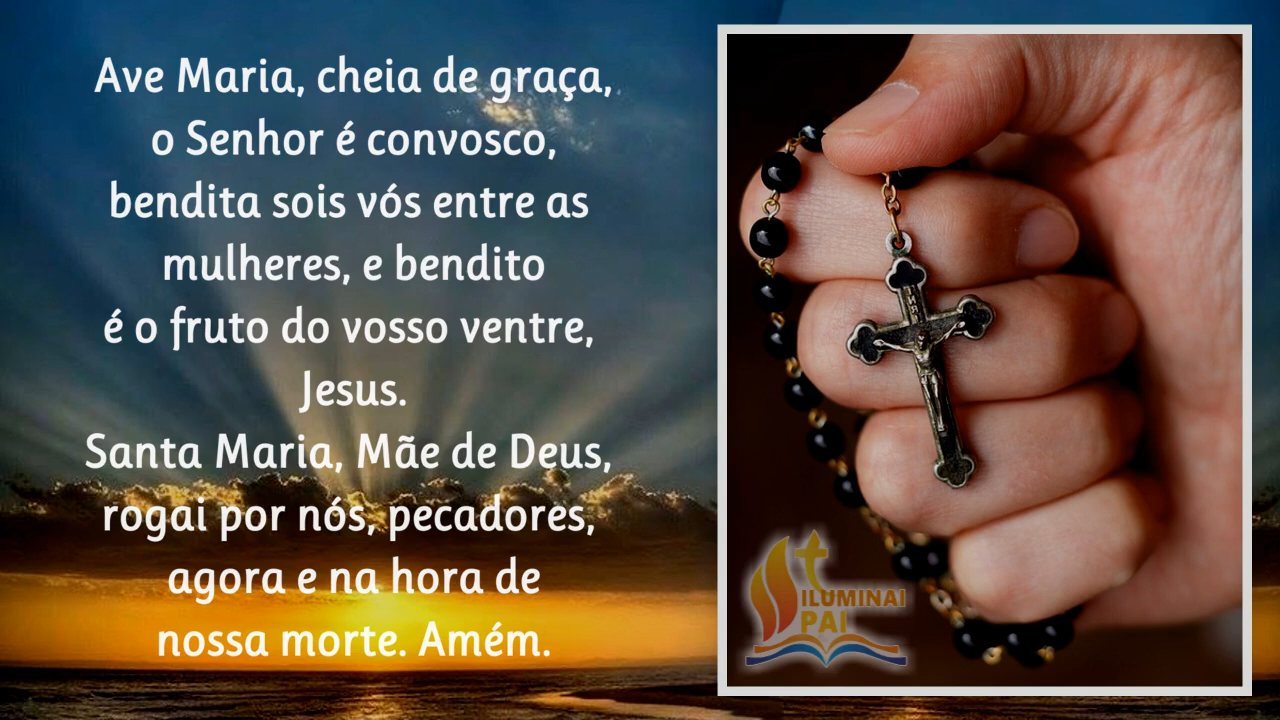 Ave Maria, cheia de graça,
o Senhor é convosco,
bendita sois vós entre as
mulheres, e bendito
é o fruto do vosso ventre,
Jesus.
Santa Maria, Mãe de Deus,
rogai por nós, pecadores,
agora e na hora de
nossa morte. Amém.
ILUMINAI
PAI